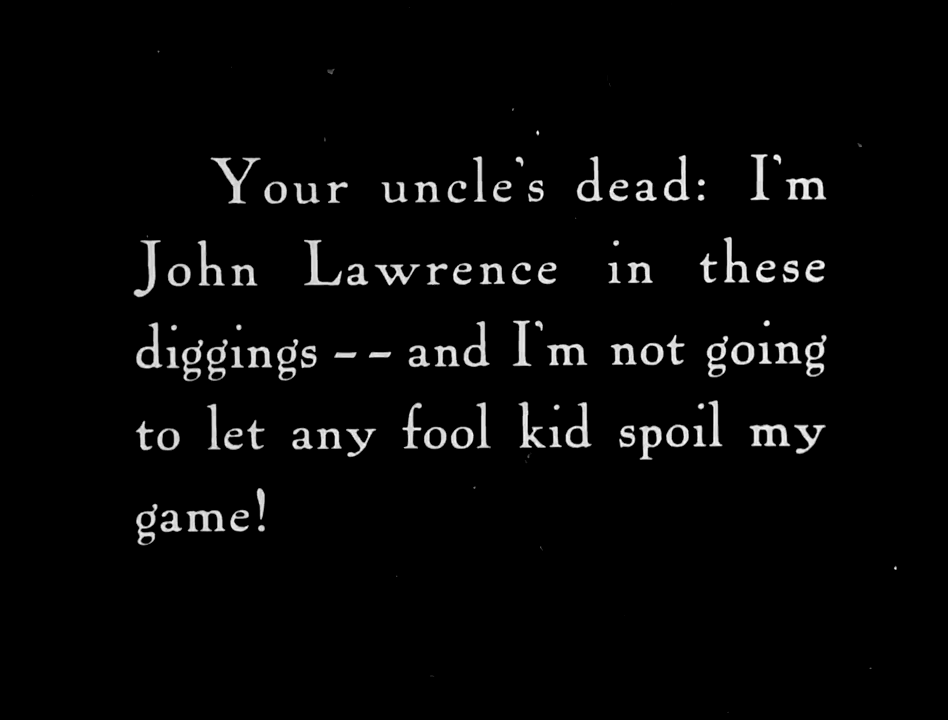 Your uncle's dead: I'm
John Lawrence in these
diggings -- and I'm not going
to let any fool kid spoil my
game!